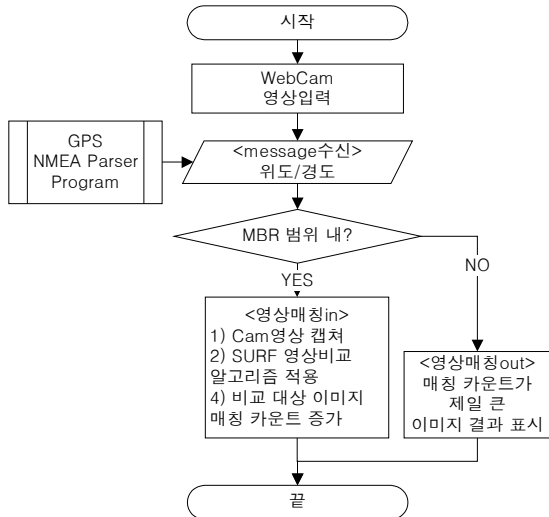 시작
WebCam
영상입력
GPS
NMEA Parser
Program
<message수신>
위도/경도
MBR 범위 내?
YES
NO
<영상매칭in>
1) Cam영상 캡쳐
2) SURF 영상비교
알고리즘 적용
4) 비교 대상 이미지
매칭 카운트 증가
<영상매칭out>
매칭 카운트가
제일 큰
이미지 결과 표시
끝